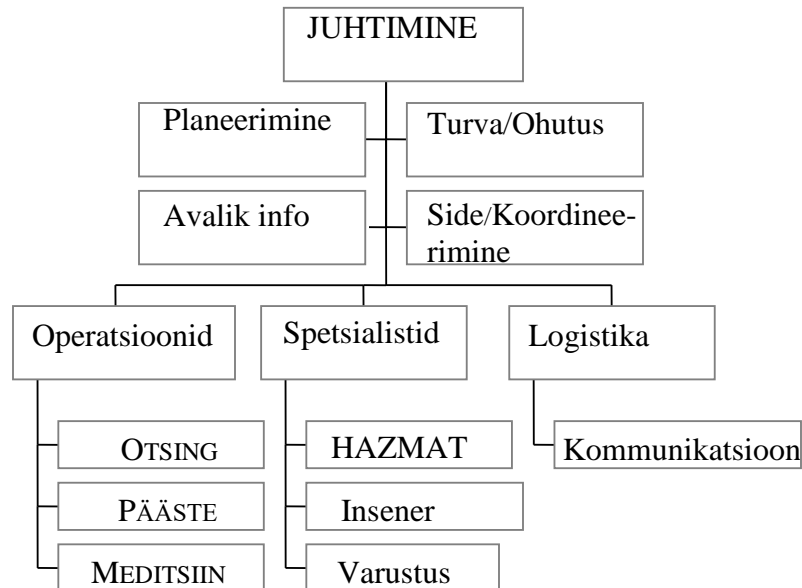 JUHTIMINE
Planeerimine
Turva/Ohutus
Avalik info
Side/Koordinee-
rimine
Operatsioonid
Spetsialistid
Logistika
OTSING
HAZMAT
Kommunikatsioon
PÄÄSTE
Insener
MEDITSIIN
Varustus